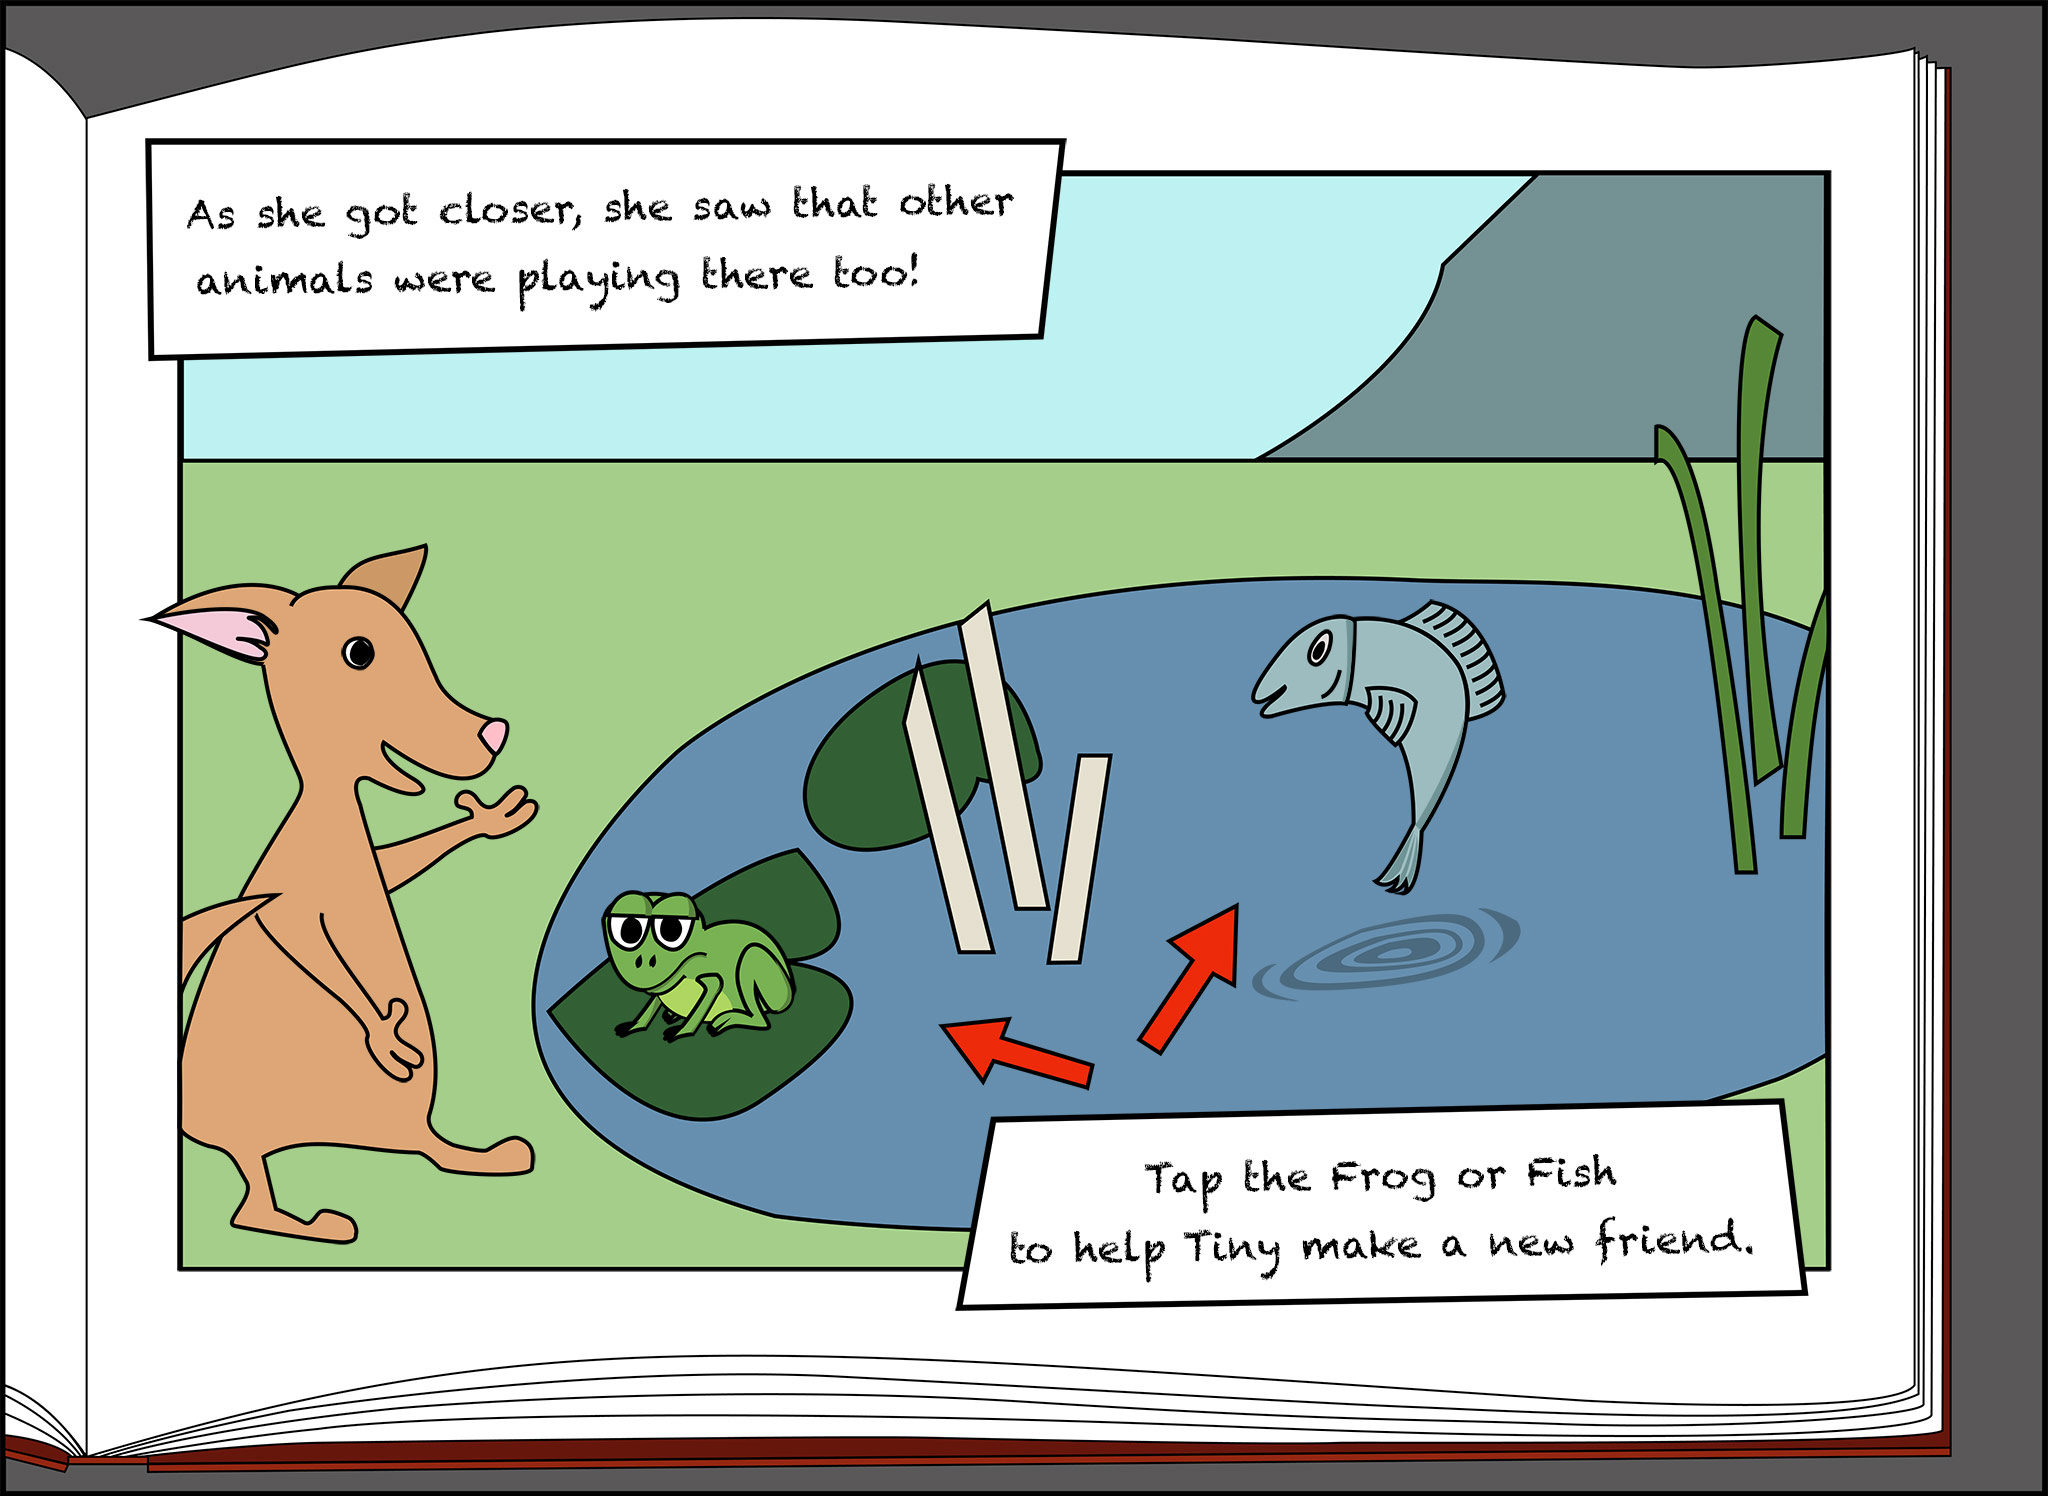 As she got closer, she saw that other
animals were playing there too!
Tap the Frog or Fish
to help Tiny make a new friend.